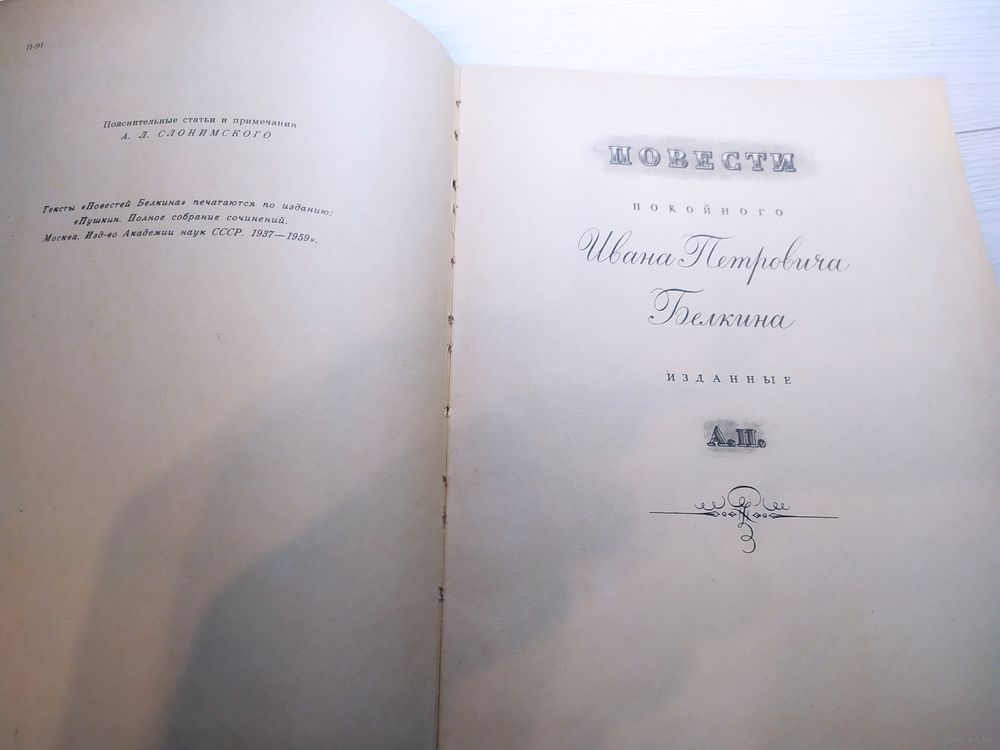 П-91
Пояснительные статьи и примечания
А. Л. СЛОНИМСКОГО
Тексты «Повестей Белкина» печатаются по изданию:
«Пушкин. Полное собрание сочинений.
Москва. Изд-во Академии наук СССР. 1937—1959».
ПОВЕСТИ
ПОКОЙНОГО
Ивана Петровича
Белкина
ИЗДАННЫЕ
А.П.